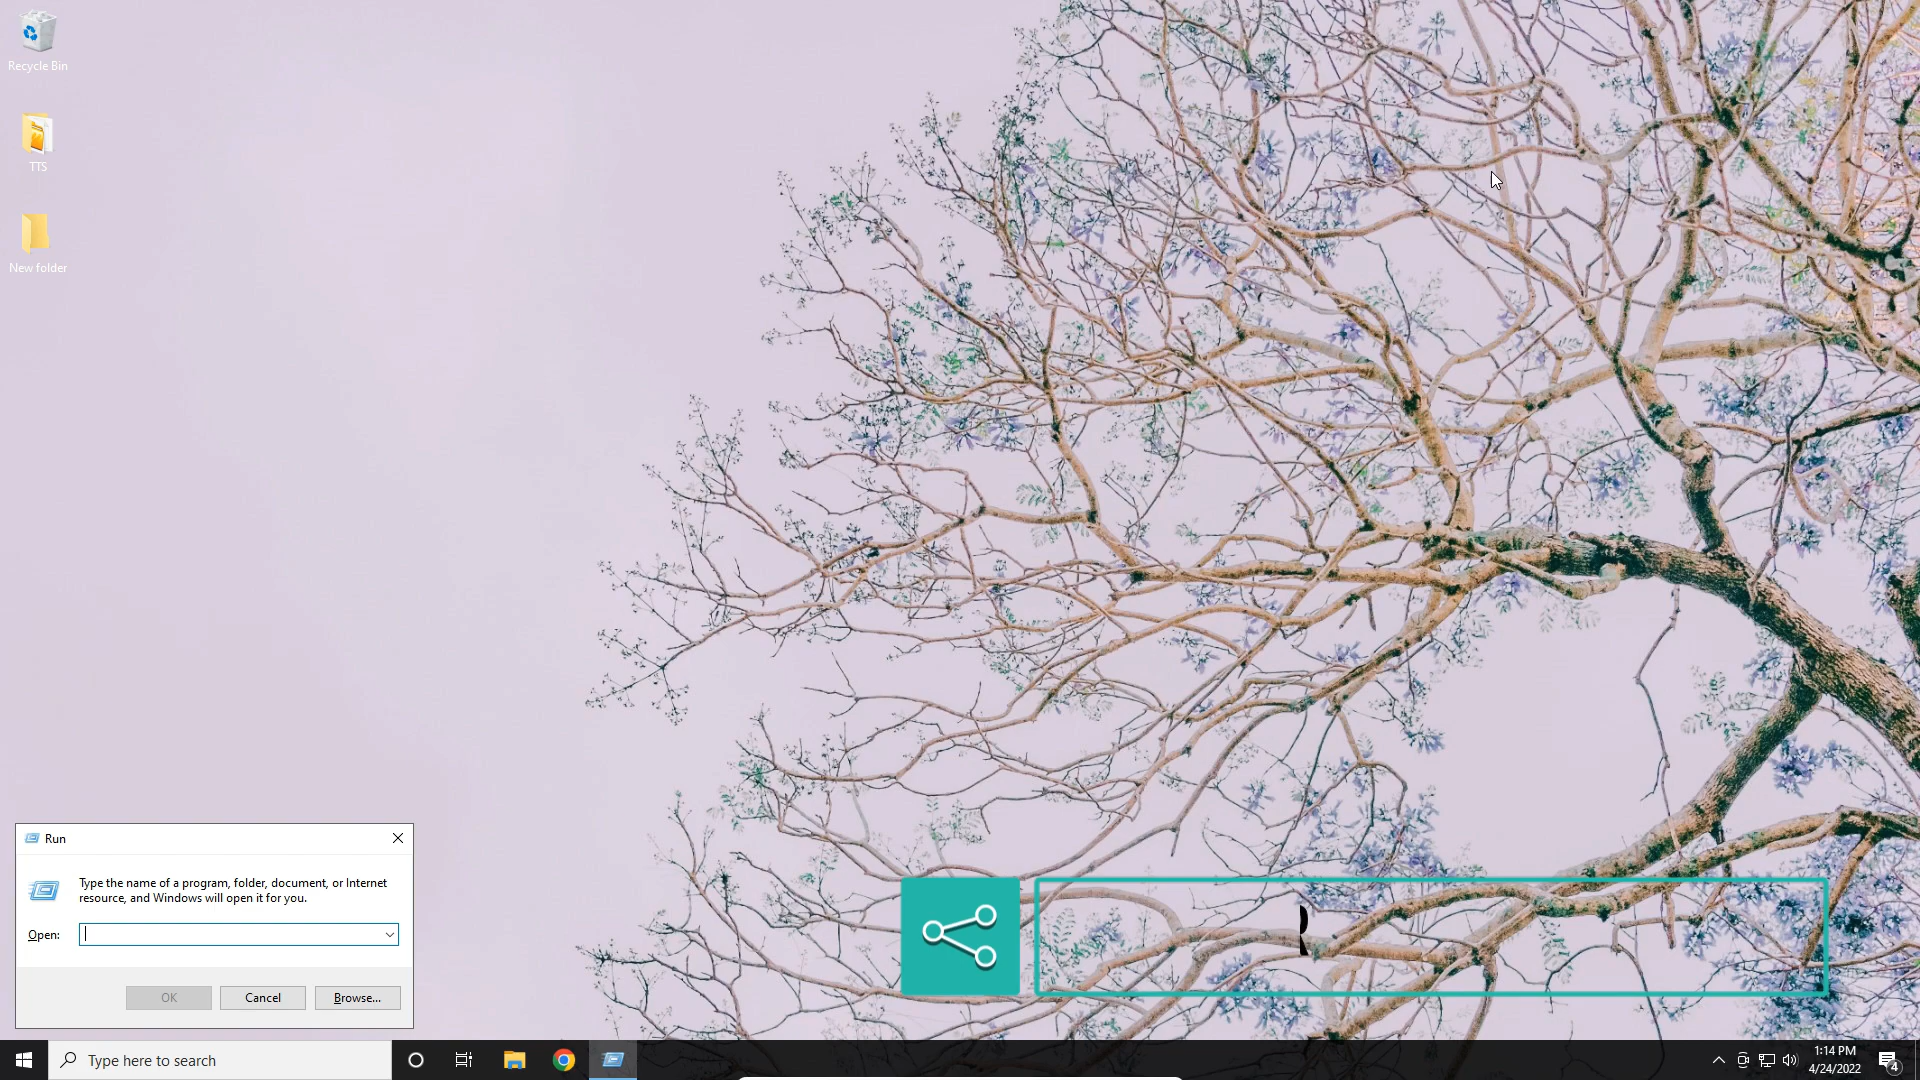 Recycle Bin
TTS
New folder
Run
Type the name of a program, folder, document, or Internet
resource, and Windows will open it for you.
Open:
OK
Cancel
Browse...
Type here to search
1:14 PM
4/24/2022
4